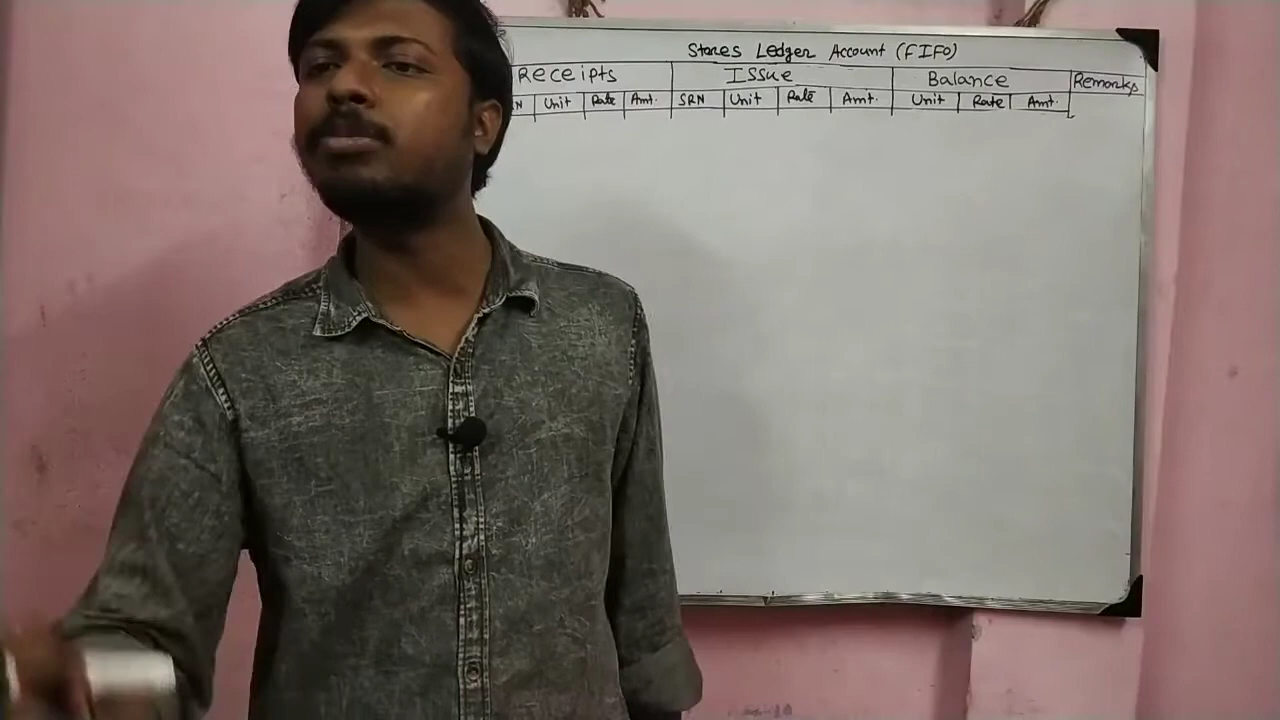 Stores Ledger Account (FIFO)
Receipts Issue Balance Remarks
Unit Rate Amt. SRN Unit Rate Amt. Unit Rate Amt.